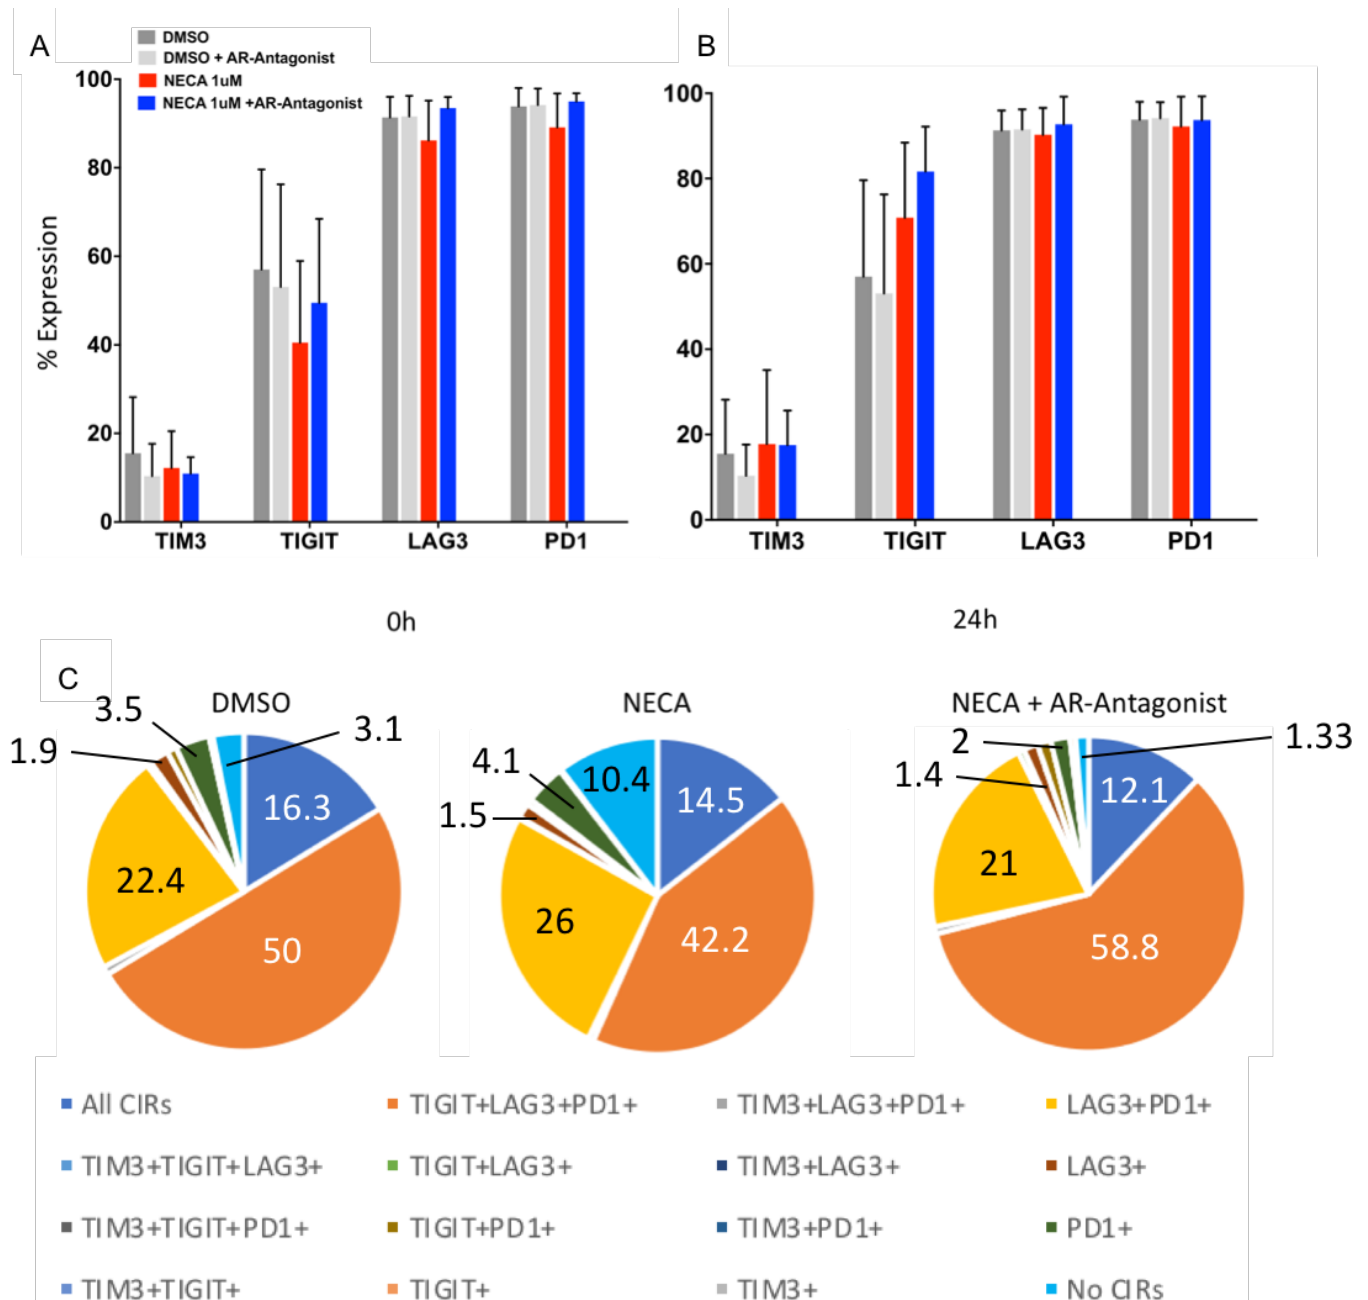 A
B
DMSO
DMSO + AR-Antagonist
NECA 1uM
NECA 1uM +AR-Antagonist
% Expression
100
80
60
40
20
0
TIM3 TIGIT LAG3 PD1
100
80
60
40
20
0
TIM3 TIGIT LAG3 PD1
0h
24h
C
DMSO
3.5
3.1
1.9
16.3
22.4
50
NECA
4.1
10.4
14.5
1.5
26
42.2
NECA + AR-Antagonist
2
1.33
1.4
12.1
21
58.8
All CIRs TIGIT+LAG3+PD1+ TIM3+LAG3+PD1+ LAG3+PD1+
TIM3+TIGIT+LAG3+ TIGIT+LAG3+ TIM3+LAG3+ LAG3+
TIM3+TIGIT+PD1+ TIGIT+PD1+ TIM3+PD1+ PD1+
TIM3+TIGIT+ TIGIT+ TIM3+ No CIRs